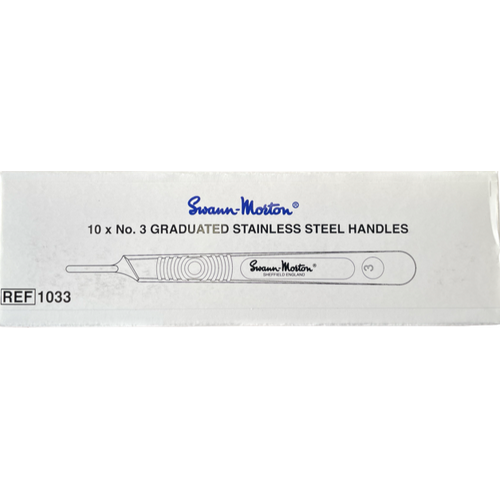 Swann-Morton®
10 x No. 3 GRADUATED STAINLESS STEEL HANDLES
Swann-Morton®
SHEFFIELD ENGLAND
3
REF 1033